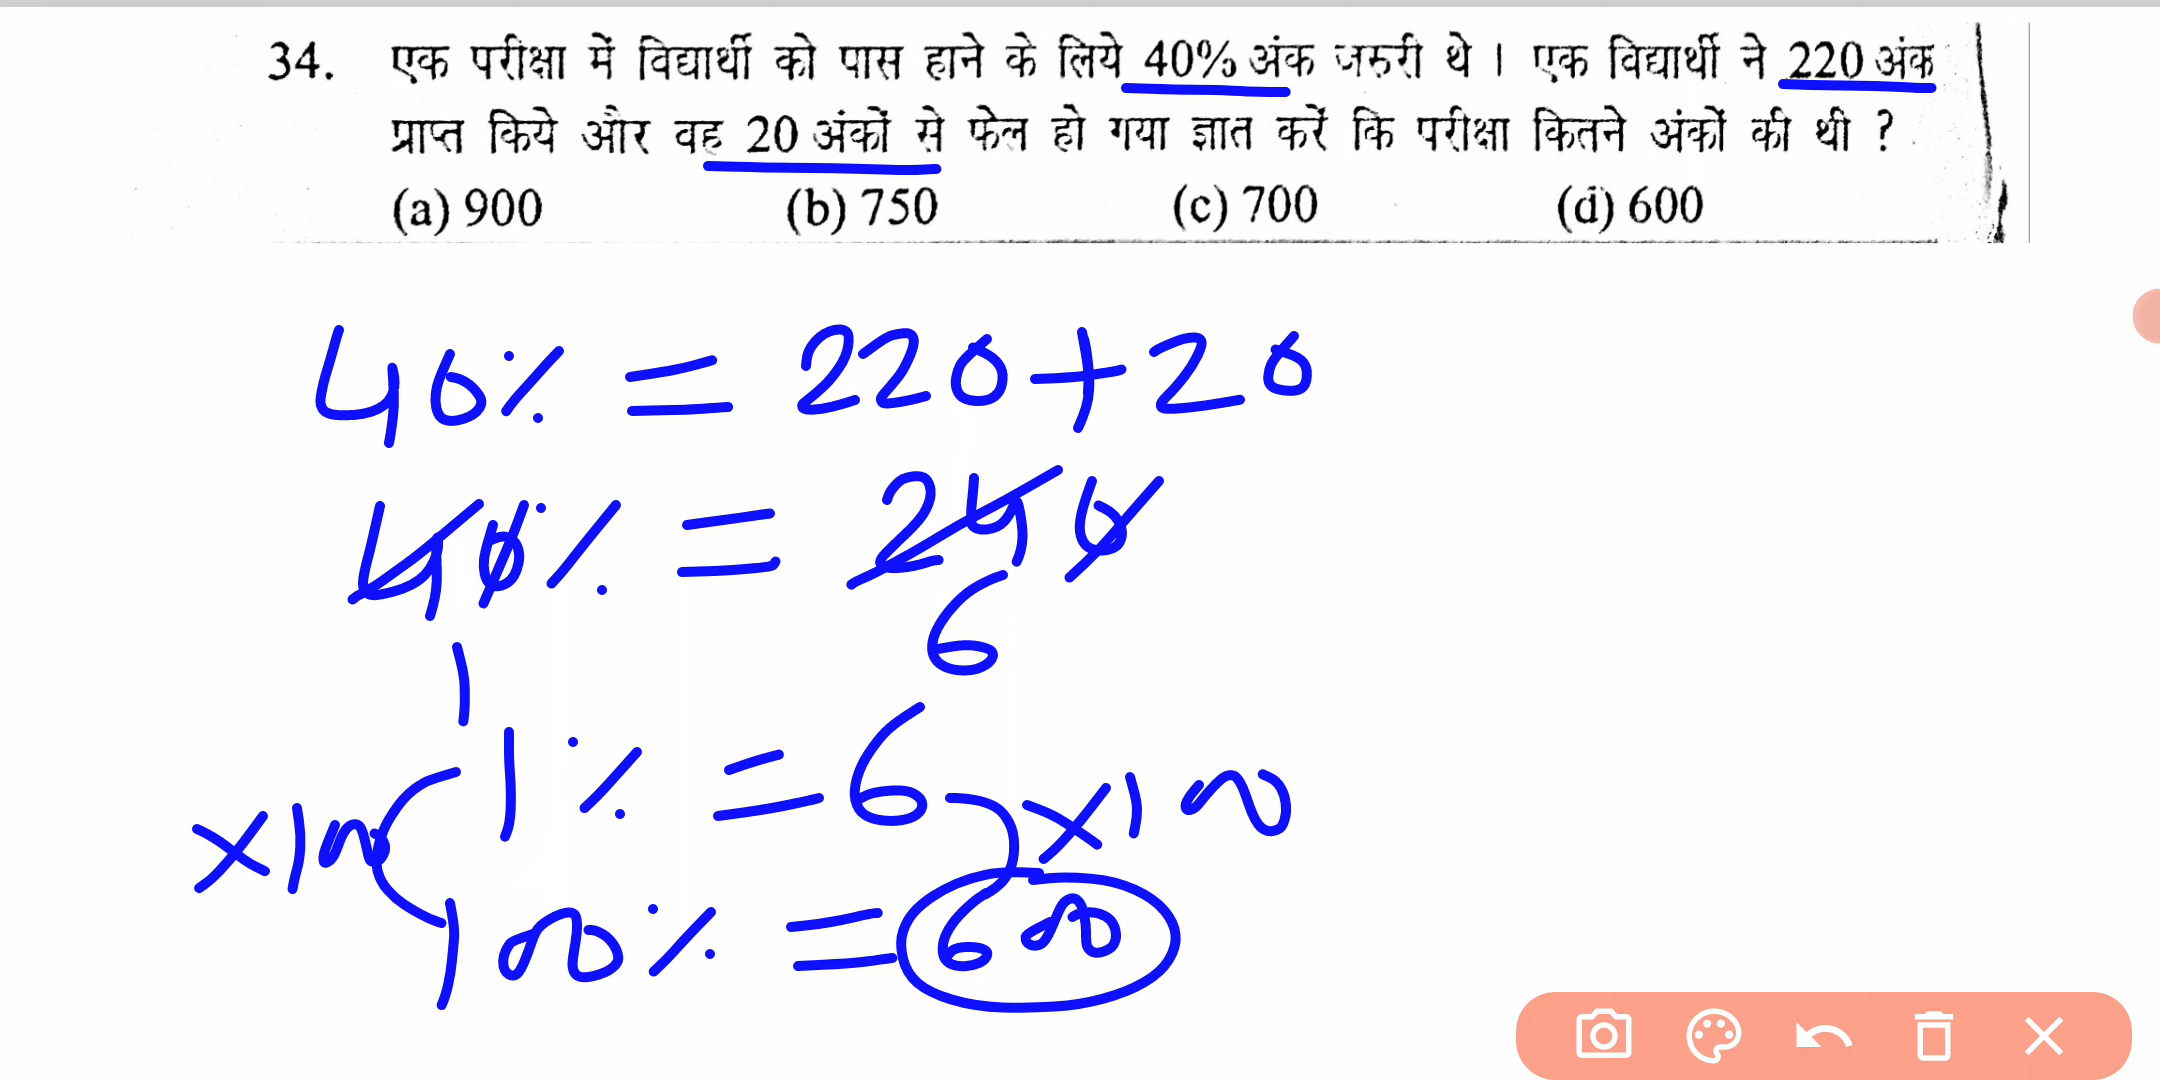 34. एक परीक्षा में विद्यार्थी को पास हाने के लिये 40% अंक जरुरी थे । एक विद्यार्थी ने 220 अंक
प्राप्त किये और वह 20 अंकों से फेल हो गया ज्ञात करें कि परीक्षा कितने अंकों की थी ?
(a) 900 (b) 750 (c) 700 (d) 600
40% = 220+20
40% = 240
1 6
1% = 6
×100 ×100
100% = 600